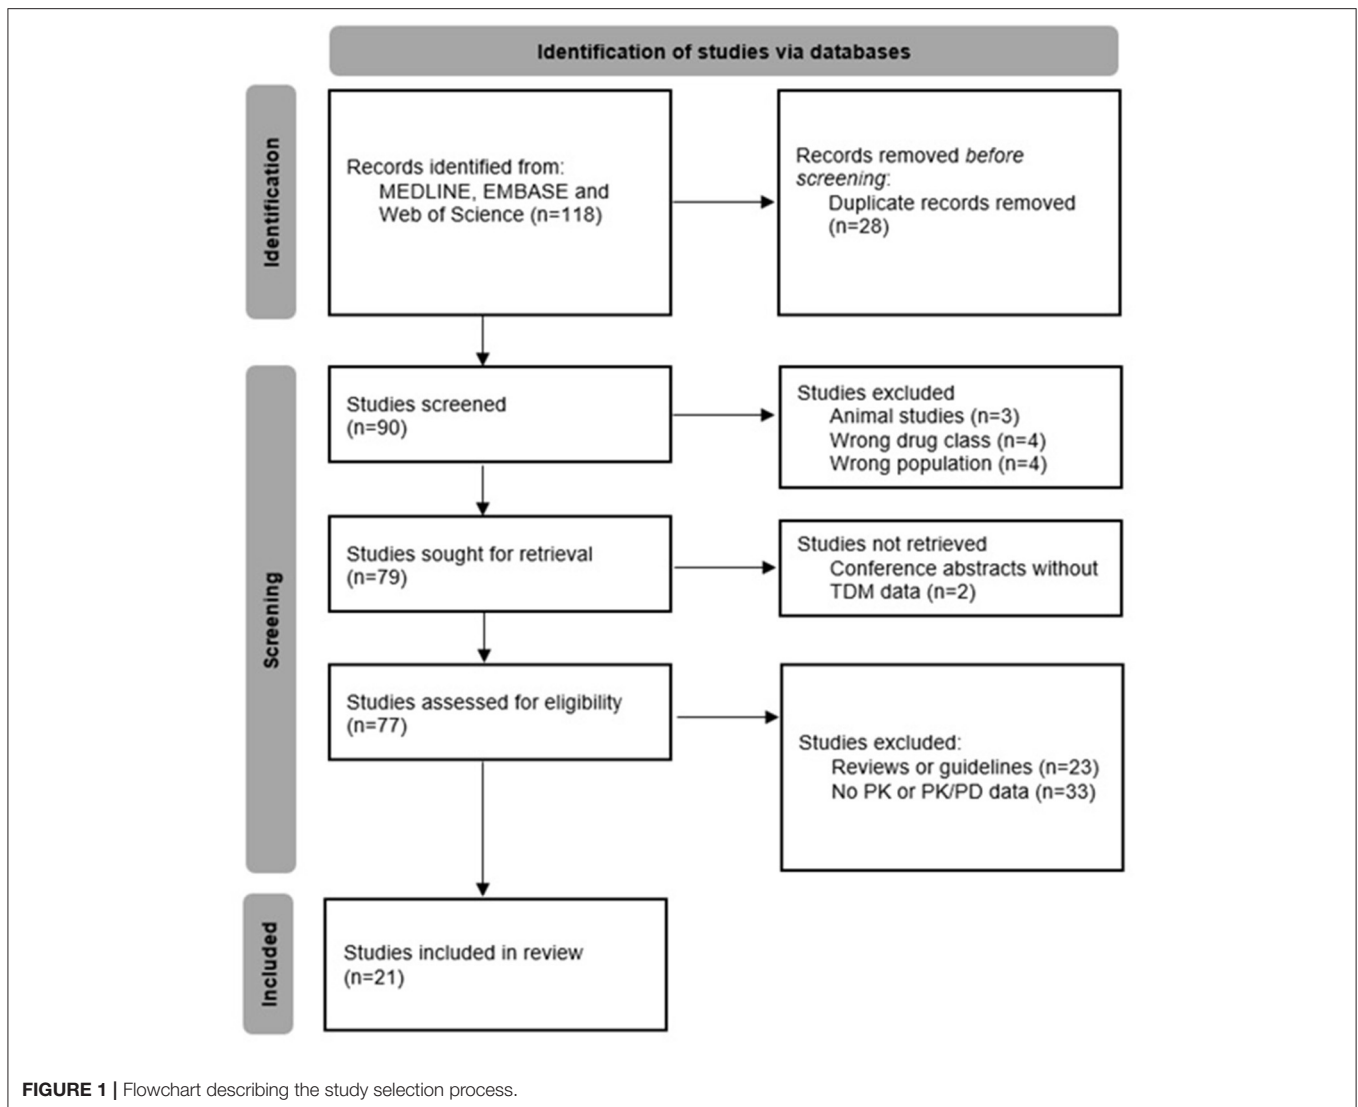 Identification of studies via databases
Identification
Records identified from:
MEDLINE, EMBASE and
Web of Science (n=118)
Records removed before
screening:
Duplicate records removed
(n=28)
Screening
Studies screened
(n=90)
Studies excluded
Animal studies (n=3)
Wrong drug class (n=4)
Wrong population (n=4)
Studies sought for retrieval
(n=79)
Studies not retrieved
Conference abstracts without
TDM data (n=2)
Studies assessed for eligibility
(n=77)
Studies excluded:
Reviews or guidelines (n=23)
No PK or PK/PD data (n=33)
Included
Studies included in review
(n=21)
FIGURE 1 | Flowchart describing the study selection process.